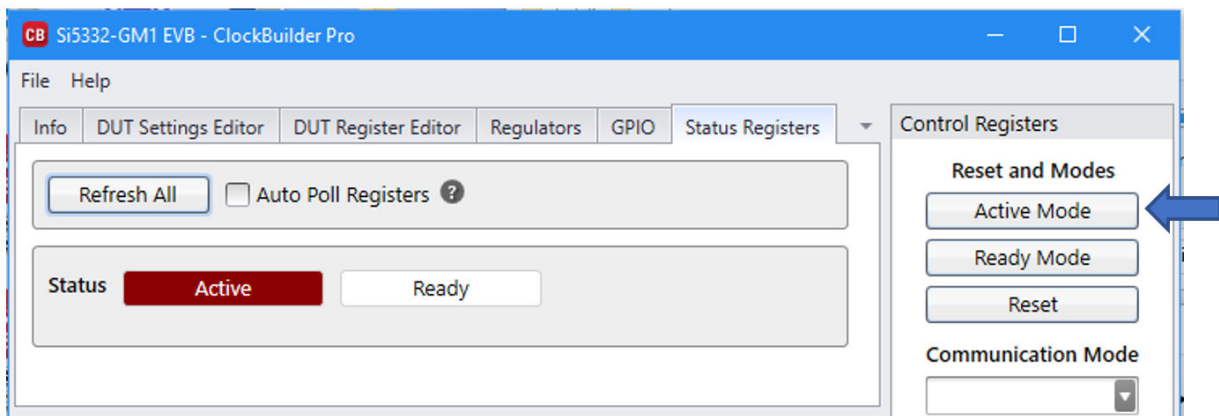 CB Si5332-GM1 EVB - ClockBuilder Pro
File Help
Info DUT Settings Editor DUT Register Editor Regulators GPIO Status Registers
Refresh All Auto Poll Registers ?
Status Active Ready
Control Registers
Reset and Modes
Active Mode
Ready Mode
Reset
Communication Mode